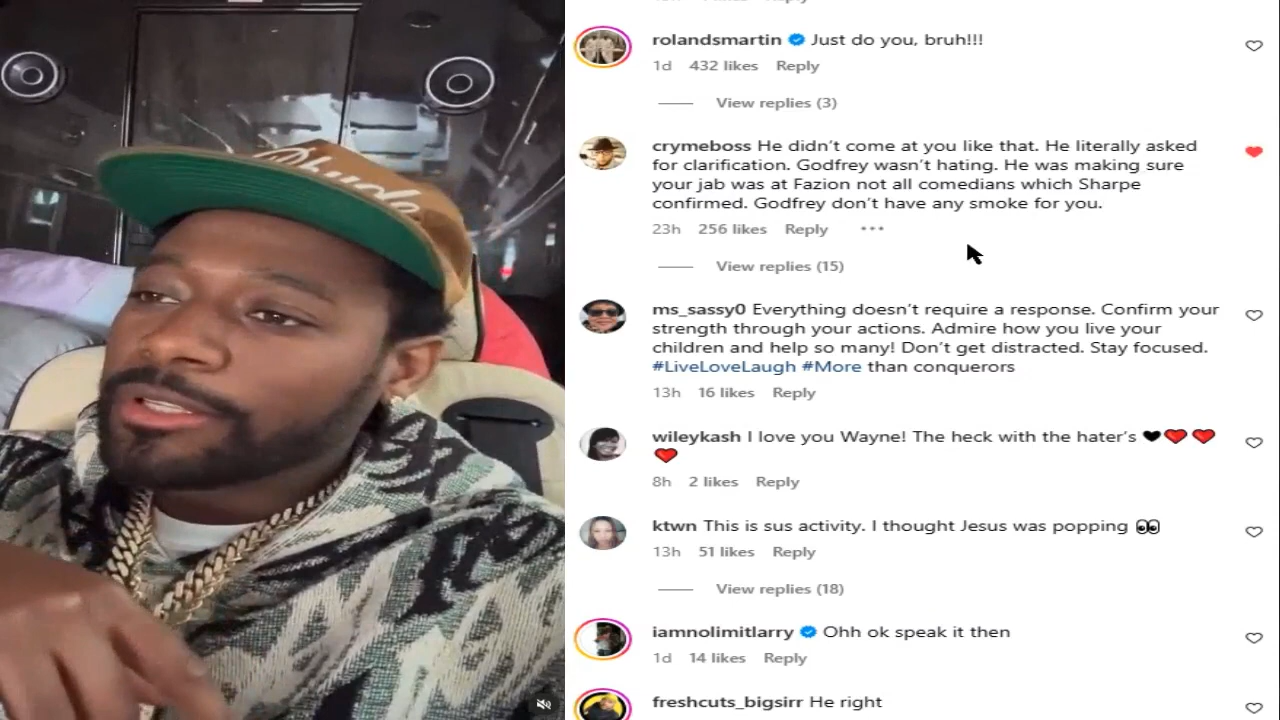 rolandsmartin Just do you, bruh!!!
1d 432 likes Reply
View replies (3)
crymeboss He didn't come at you like that. He literally asked
for clarification. Godfrey wasn't hating. He was making sure
your jab was at Fazion not all comedians which Sharpe
confirmed. Godfrey don't have any smoke for you.
23h 256 likes Reply •••
View replies (15)
ms_sassy0 Everything doesn't require a response. Confirm your
strength through your actions. Admire how you live your
children and help so many! Don't get distracted. Stay focused.
#LiveLoveLaugh #More than conquerors
13h 16 likes Reply
wileykash I love you Wayne! The heck with the hater's 🖤❤️❤️
❤️
8h 2 likes Reply
ktwn This is sus activity. I thought Jesus was popping 👀
13h 51 likes Reply
View replies (18)
iamnolimitlarry Ohh ok speak it then
1d 14 likes Reply
freshcuts_bigsirr He right